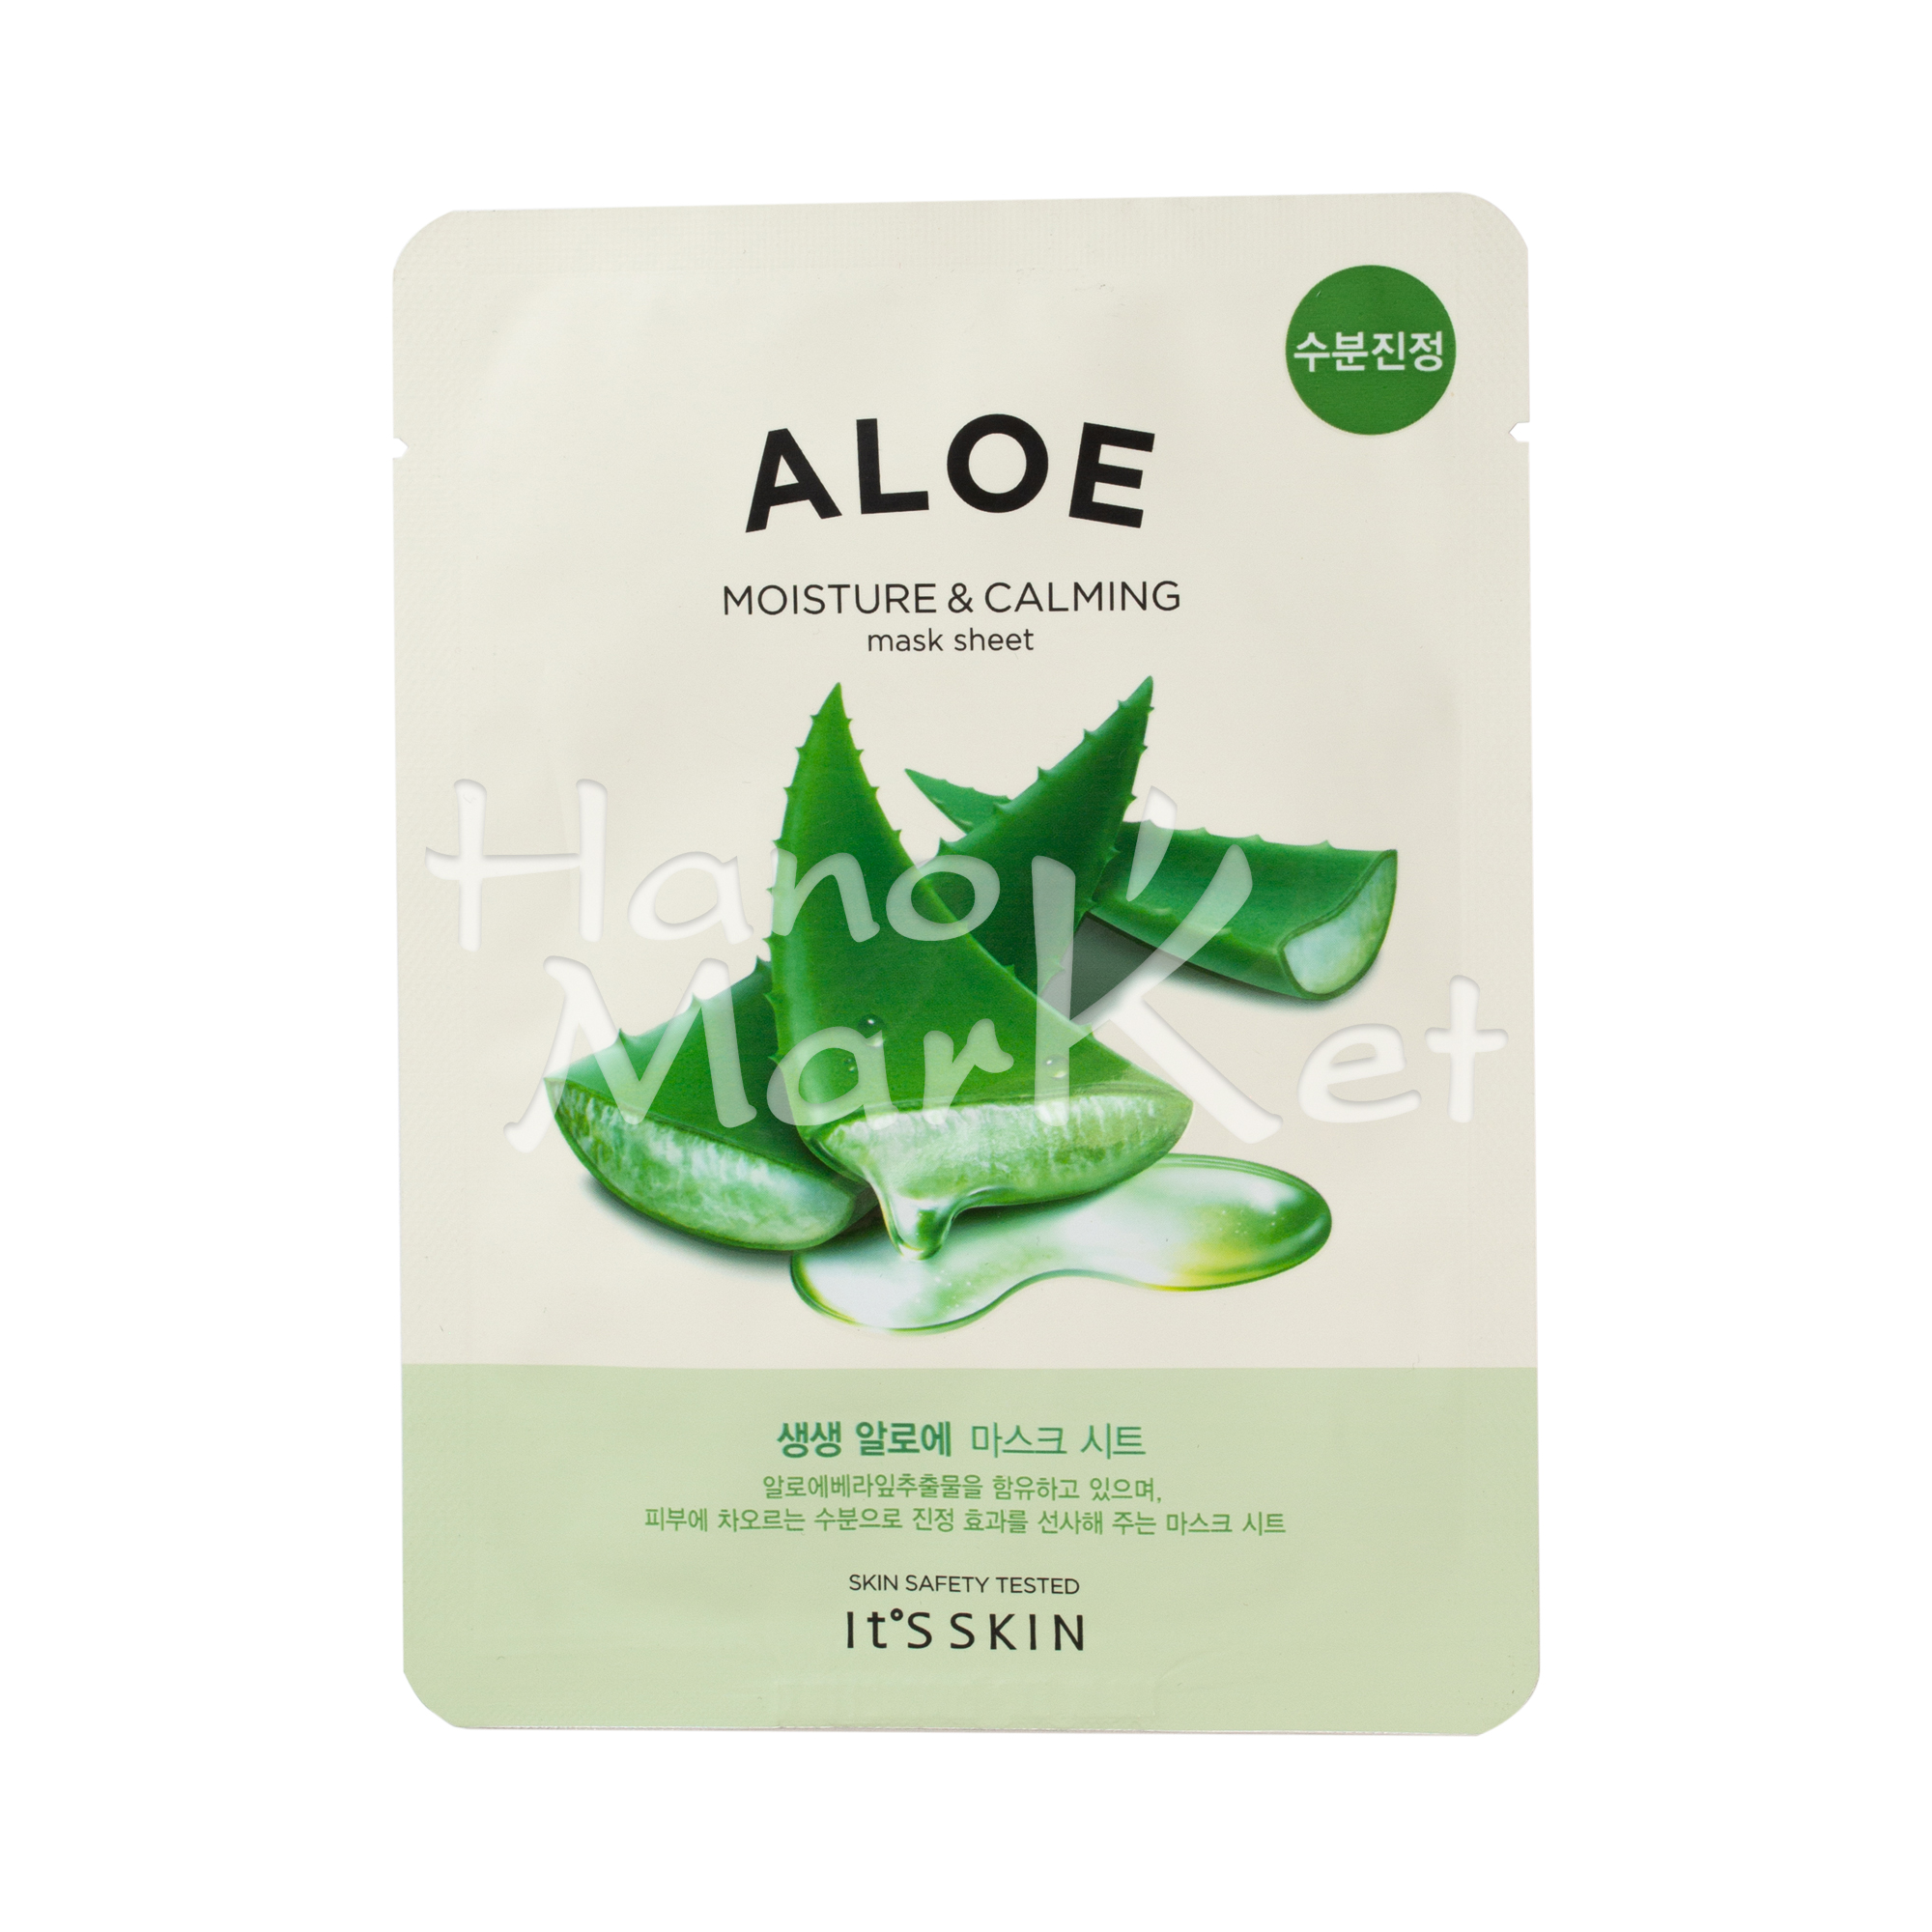 수분진정
ALOE
MOISTURE & CALMING
mask sheet
Hano
MarKet
생생 알로에 마스크 시트
알로에베라잎추출물을 함유하고 있으며,
피부에 차오르는 수분으로 진정 효과를 선사해 주는 마스크 시트
SKIN SAFETY TESTED
It°S SKIN